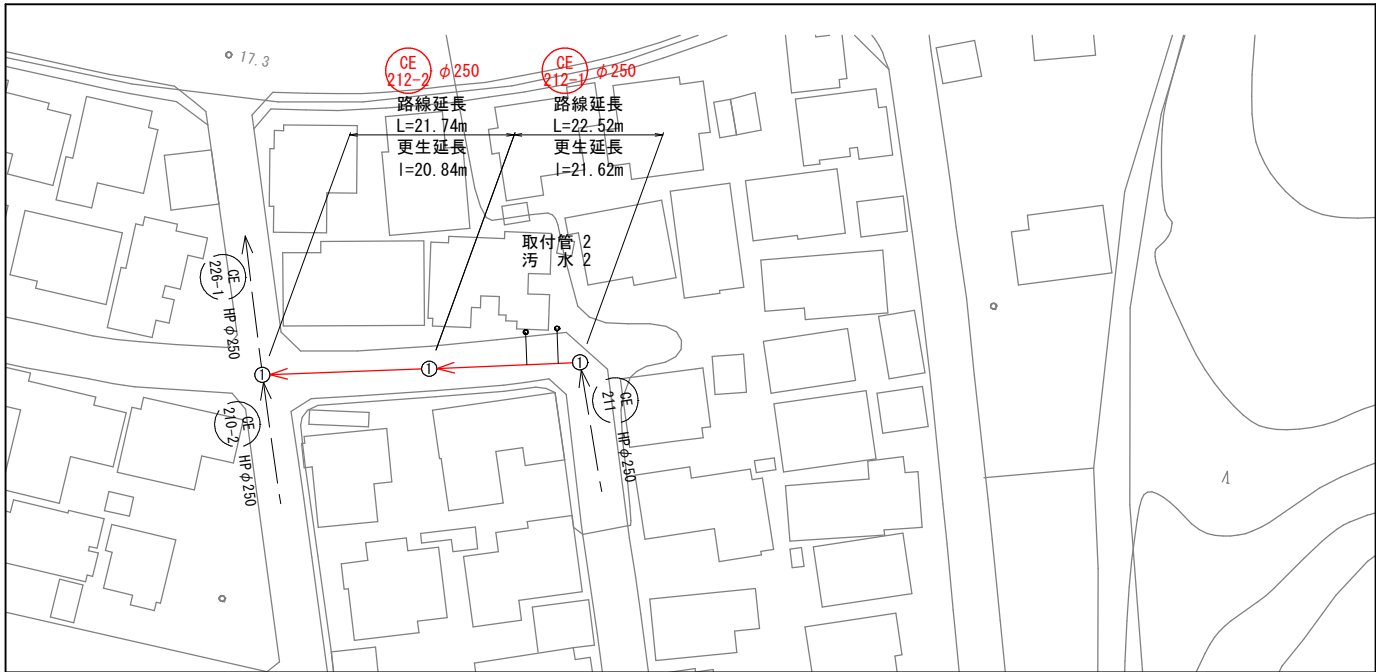 17.3
CE
212-2
φ250
CE
212-1
φ250
路線延長
L=21.74m
更生延長
l=20.84m
路線延長
L=22.52m
更生延長
l=21.62m
取付管 2
汚 水 2
CE
226-1
HPφ250
1
1
1
CE
210-2
HPφ250
CE
211
HPφ250